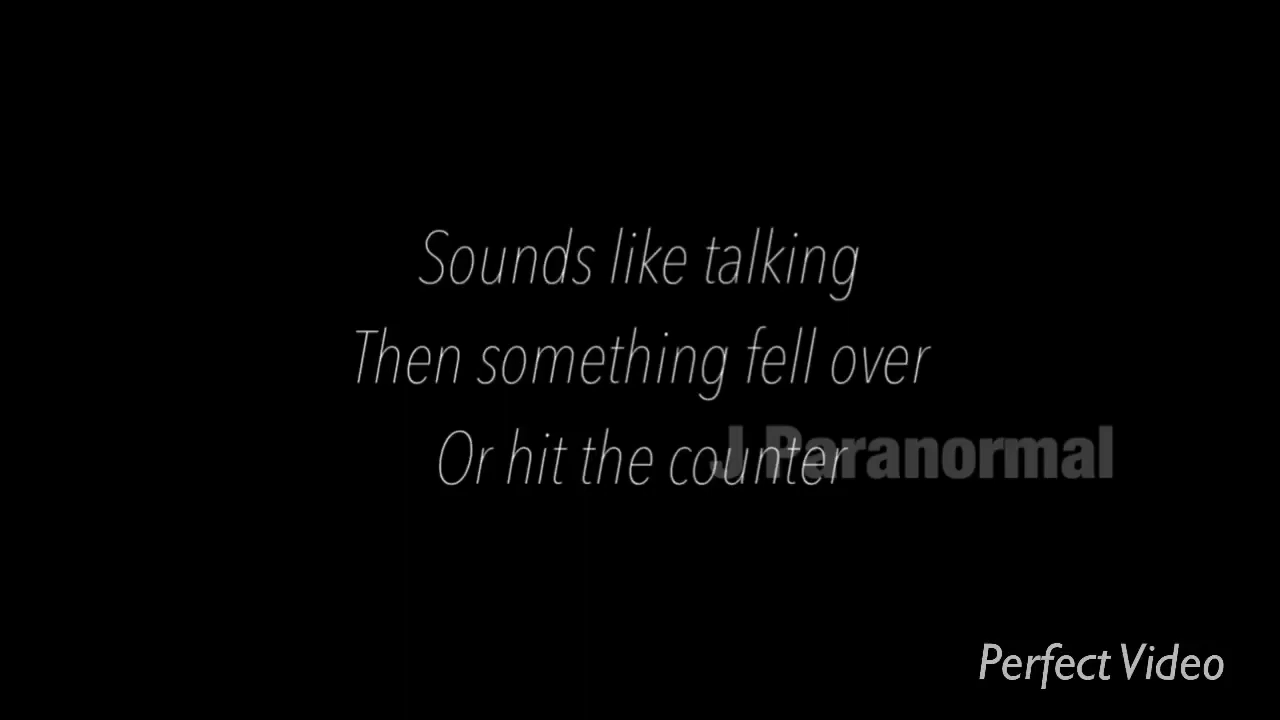 Sounds like talking
Then something fell over
Or hit the counter
J Paranormal
Perfect Video